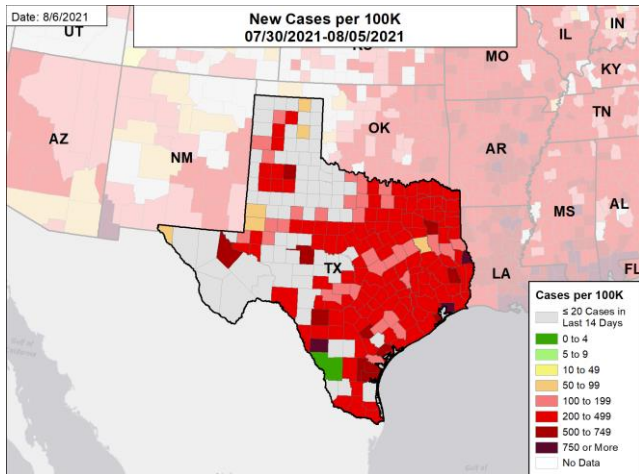 Date: 8/6/2021
New Cases per 100K
07/30/2021-08/05/2021
UT
MO
IL
IN
KY
TN
AZ
NM
OK
AR
MS
AL
TX
LA
FL
Cases per 100K
≤ 20 Cases in
Last 14 Days
0 to 4
5 to 9
10 to 49
50 to 99
100 to 199
200 to 499
500 to 749
750 or More
No Data
Gulf of